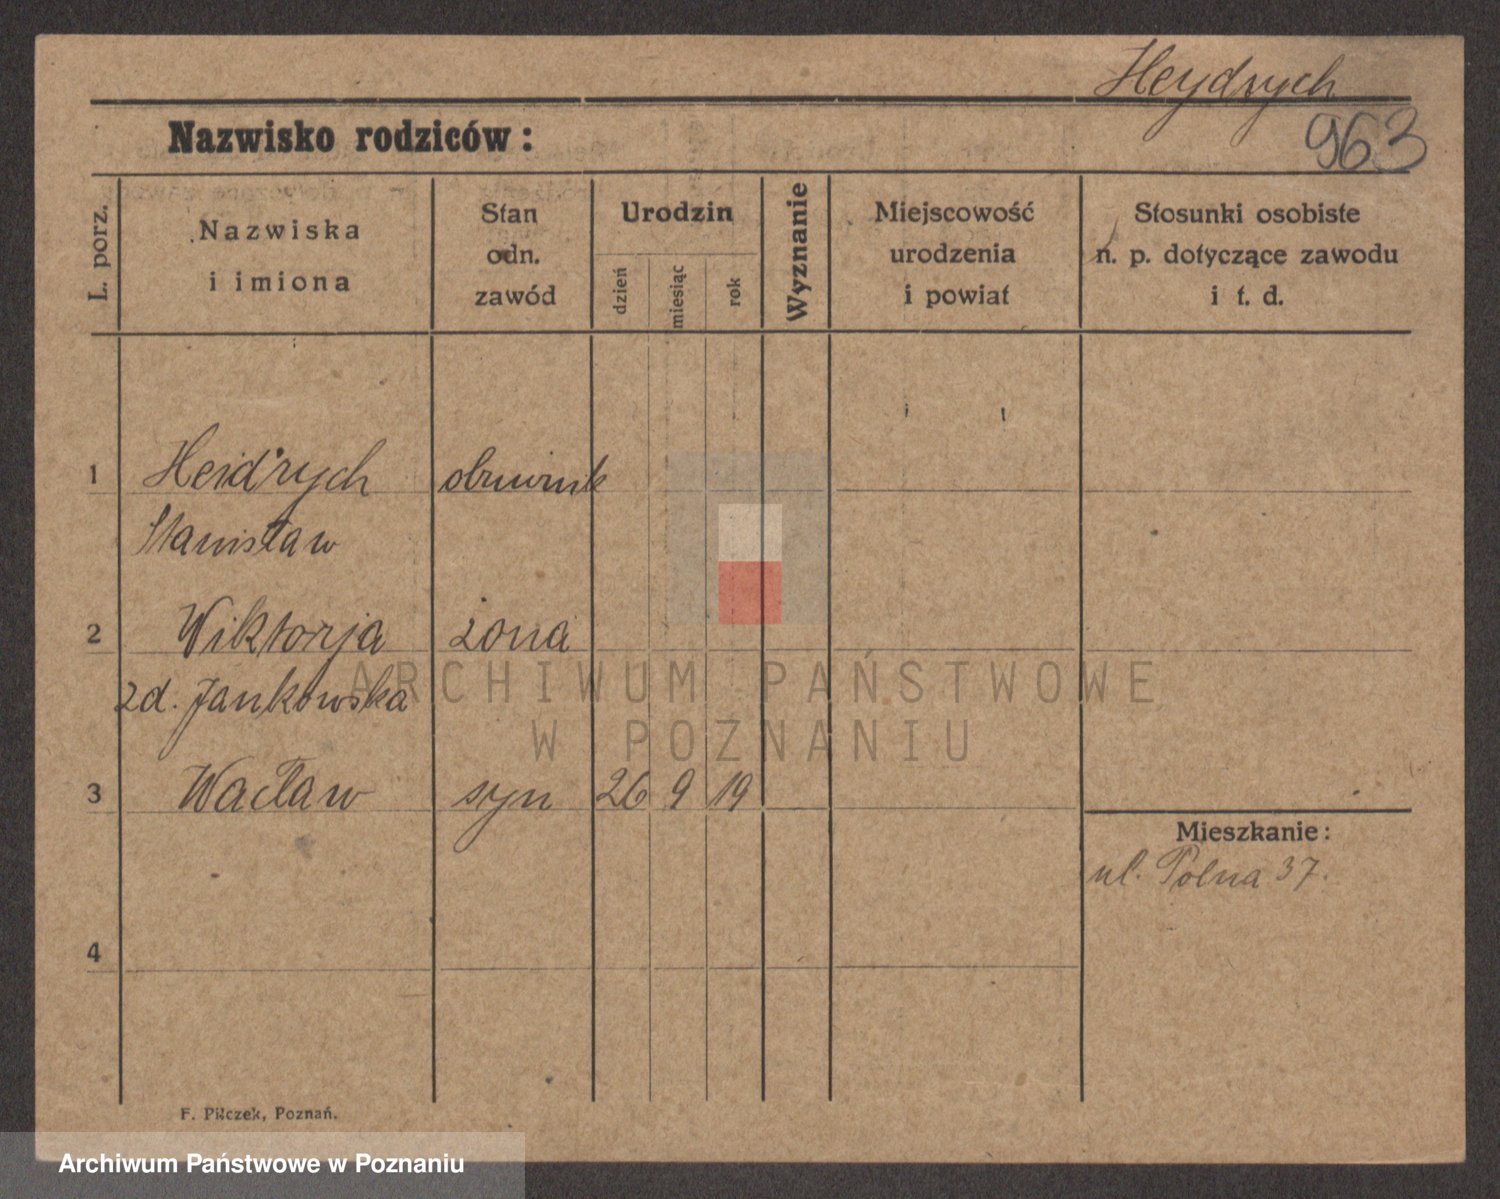 Heydrych
963
Nazwisko rodziców:
L. porz.
Nazwiska
i imiona
Stan
odn.
zawód
Urodzin
dzień
miesiąc
rok
Wyznanie
Miejscowość
urodzenia
i powiat
Stosunki osobiste
n. p. dotyczące zawodu
i t. d.
1 Heidrych obuwnik
Stanisław
2 Wiktorja żona
zd. Jankowska
ARCHIWUM PAŃSTWOWE
W POZNANIU
3 Wacław syn 26 9 19
Mieszkanie:
ul. Polna 37.
4
F. Pilczek, Poznań.
Archiwum Państwowe w Poznaniu